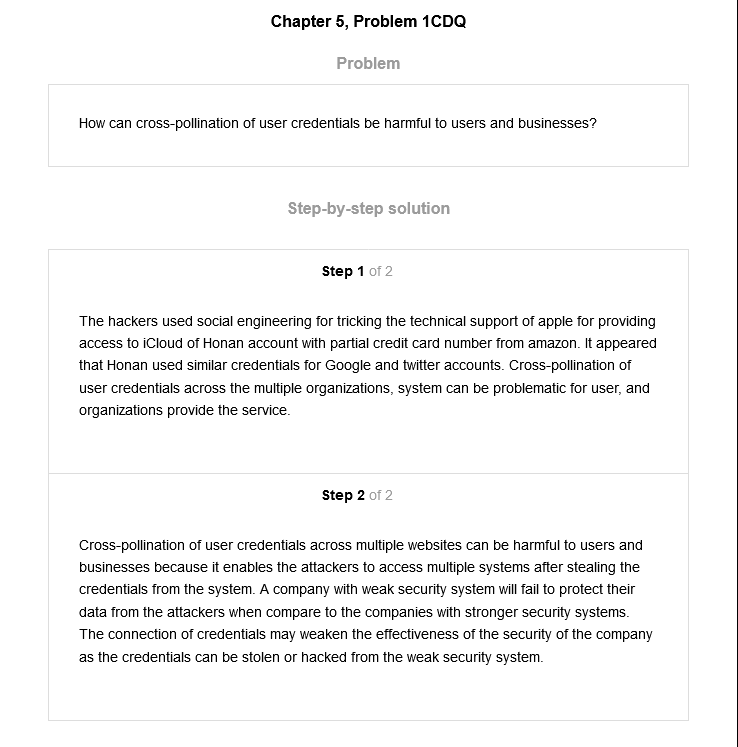 Chapter 5, Problem 1CDQ
Problem
How can cross-pollination of user credentials be harmful to users and businesses?
Step-by-step solution
Step 1 of 2
The hackers used social engineering for tricking the technical support of apple for providing
access to iCloud of Honan account with partial credit card number from amazon. It appeared
that Honan used similar credentials for Google and twitter accounts. Cross-pollination of
user credentials across the multiple organizations, system can be problematic for user, and
organizations provide the service.
Step 2 of 2
Cross-pollination of user credentials across multiple websites can be harmful to users and
businesses because it enables the attackers to access multiple systems after stealing the
credentials from the system. A company with weak security system will fail to protect their
data from the attackers when compare to the companies with stronger security systems.
The connection of credentials may weaken the effectiveness of the security of the company
as the credentials can be stolen or hacked from the weak security system.